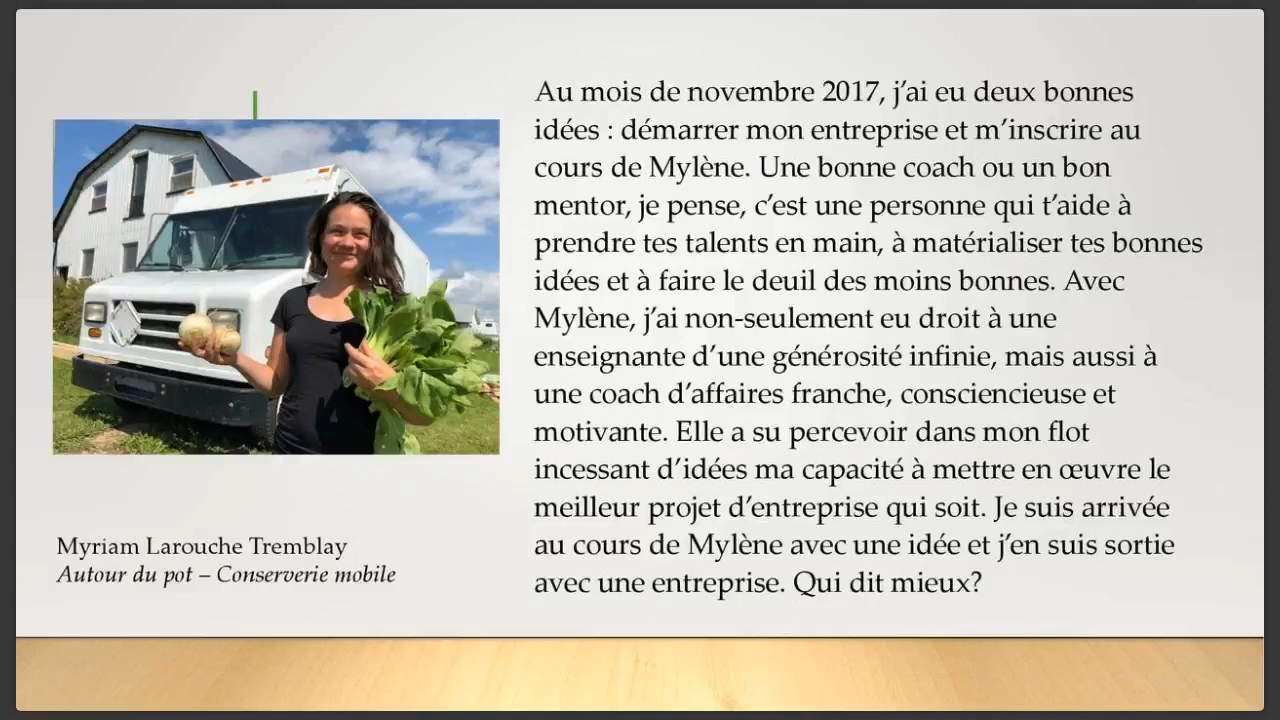 Au mois de novembre 2017, j’ai eu deux bonnes
idées : démarrer mon entreprise et m’inscrire au
cours de Mylène. Une bonne coach ou un bon
mentor, je pense, c’est une personne qui t’aide à
prendre tes talents en main, à matérialiser tes bonnes
idées et à faire le deuil des moins bonnes. Avec
Mylène, j’ai non-seulement eu droit à une
enseignante d’une générosité infinie, mais aussi à
une coach d’affaires franche, consciencieuse et
motivante. Elle a su percevoir dans mon flot
incessant d’idées ma capacité à mettre en œuvre le
meilleur projet d’entreprise qui soit. Je suis arrivée
au cours de Mylène avec une idée et j’en suis sortie
avec une entreprise. Qui dit mieux?
Myriam Larouche Tremblay
Autour du pot – Conserverie mobile